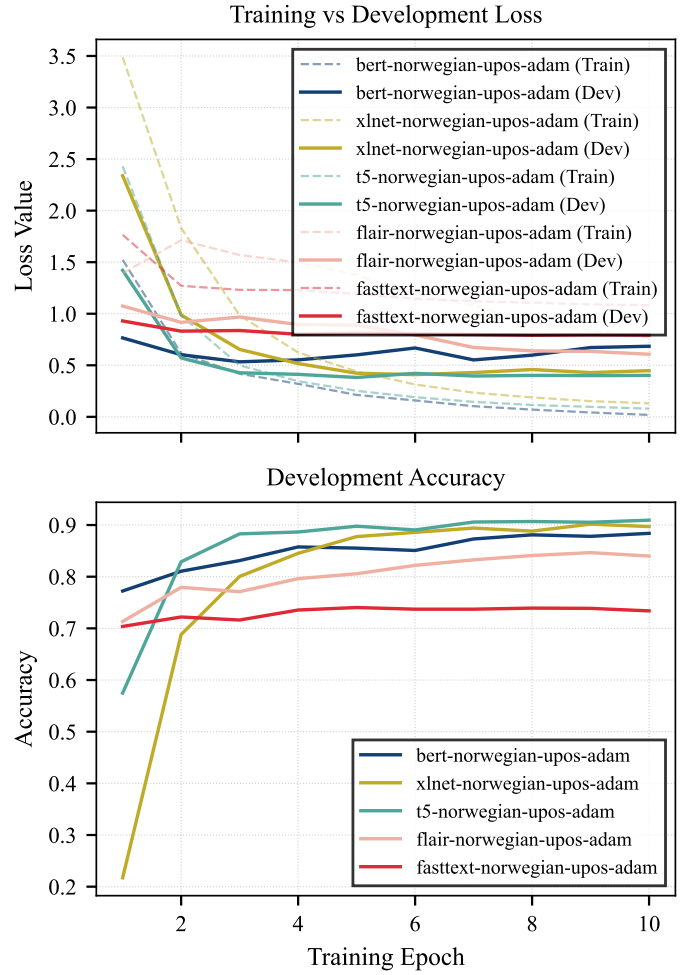 Training vs Development Loss
Loss Value
3.5
3.0
2.5
2.0
1.5
1.0
0.5
0.0
bert-norwegian-upos-adam (Train)
bert-norwegian-upos-adam (Dev)
xlnet-norwegian-upos-adam (Train)
xlnet-norwegian-upos-adam (Dev)
t5-norwegian-upos-adam (Train)
t5-norwegian-upos-adam (Dev)
flair-norwegian-upos-adam (Train)
flair-norwegian-upos-adam (Dev)
fasttext-norwegian-upos-adam (Train)
fasttext-norwegian-upos-adam (Dev)
Development Accuracy
Accuracy
0.9
0.8
0.7
0.6
0.5
0.4
0.3
0.2
bert-norwegian-upos-adam
xlnet-norwegian-upos-adam
t5-norwegian-upos-adam
flair-norwegian-upos-adam
fasttext-norwegian-upos-adam
2 4 6 8 10
Training Epoch